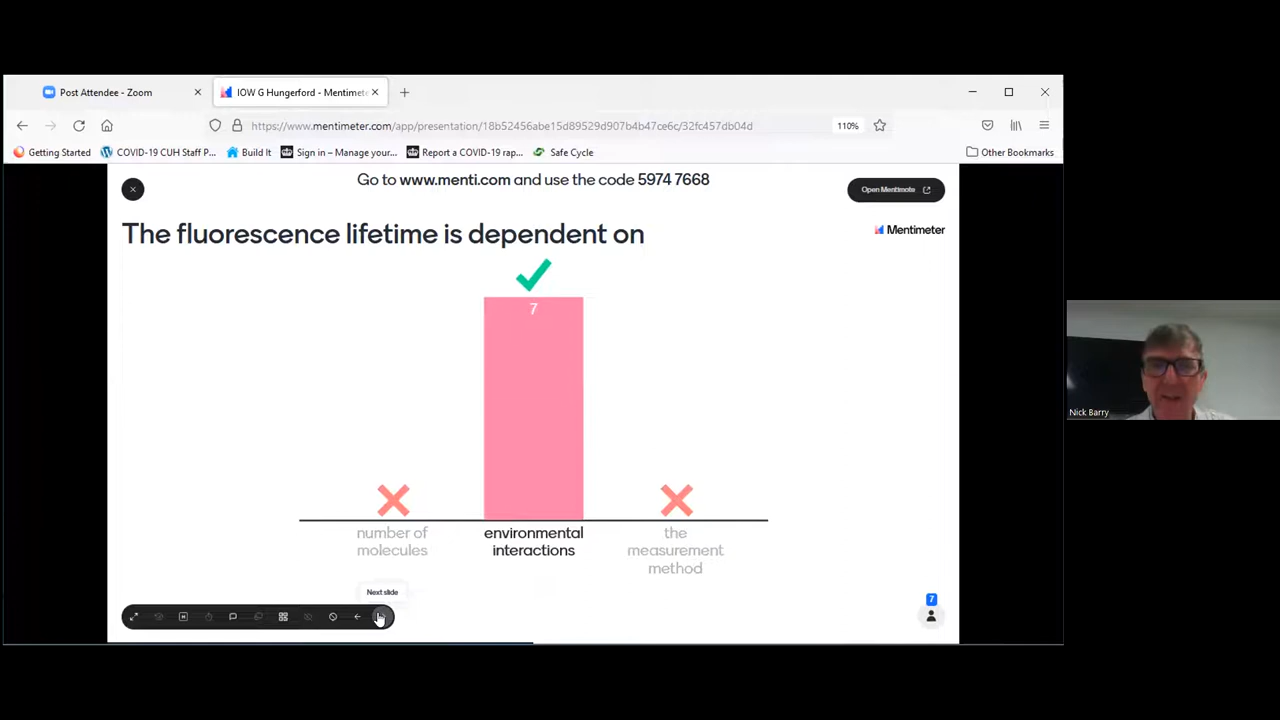 Post Attendee - Zoom
IOW G Hungerford - Mentimete
https://www.mentimeter.com/app/presentation/18b52456abe15d89529d907b4b47ce6c/32fc457db04d
110%
Getting Started
COVID-19 CUH Staff P...
Build It
Sign in – Manage your...
Report a COVID-19 rap...
Safe Cycle
Other Bookmarks
Go to www.menti.com and use the code 5974 7668
Open Mentimote
The fluorescence lifetime is dependent on
Mentimeter
7
number of
molecules
environmental
interactions
the
measurement
method
Next slide
7
Nick Barry